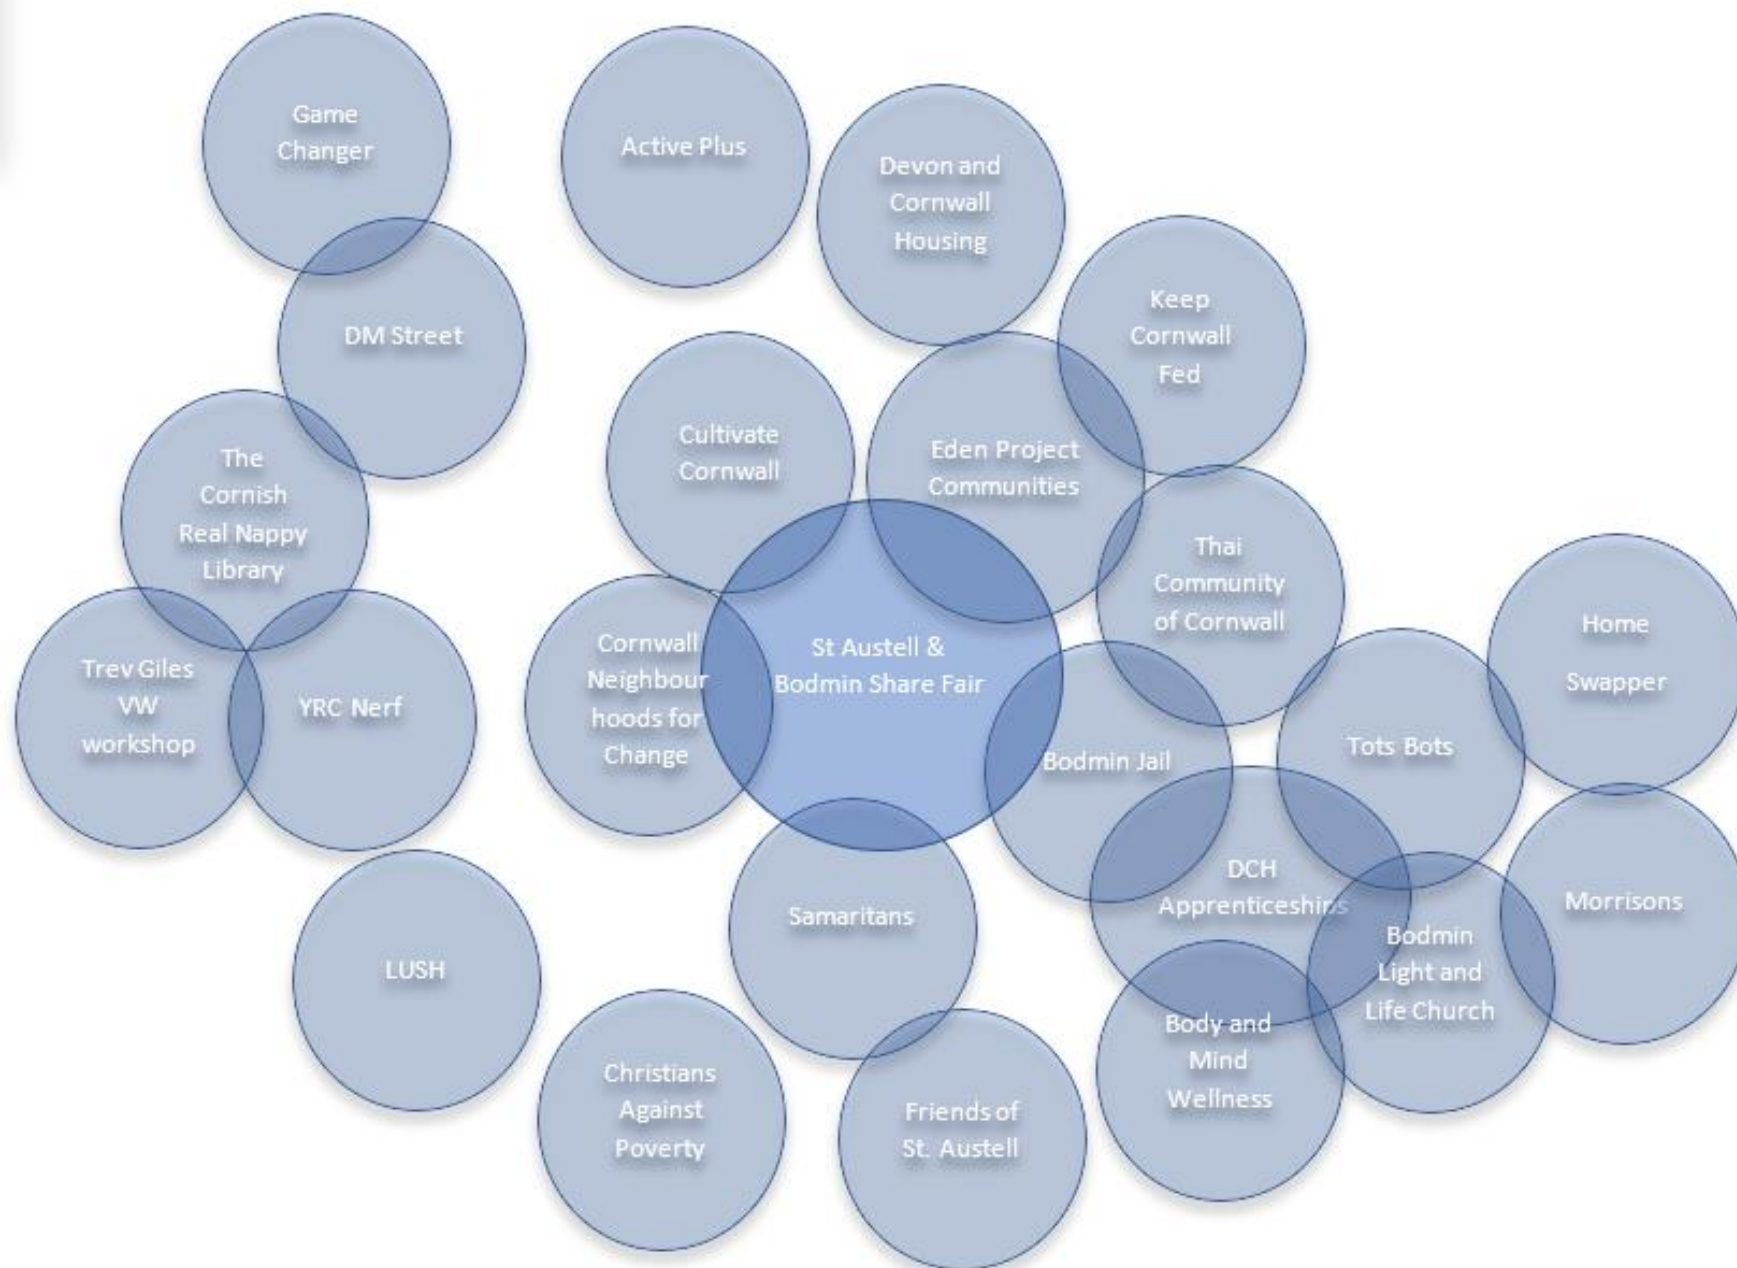 Game
Changer
Active Plus
Devon and
Cornwall
Housing
Keep
Cornwall
Fed
DM Street
Cultivate
Cornwall
Eden Project
Communities
The
Cornish
Real Nappy
Library
Thai
Community
of Cornwall
Home
Swapper
Trev Giles
VW
workshop
YRC Nerf
Cornwall
Neighbour
hoods for
Change
St Austell &
Bodmin Share Fair
Bodmin Jail
Tots Bots
DCH
Apprenticeships
Morrisons
Samaritans
Bodmin
Light and
Life Church
LUSH
Body and
Mind
Wellness
Christians
Against
Poverty
Friends of
St. Austell